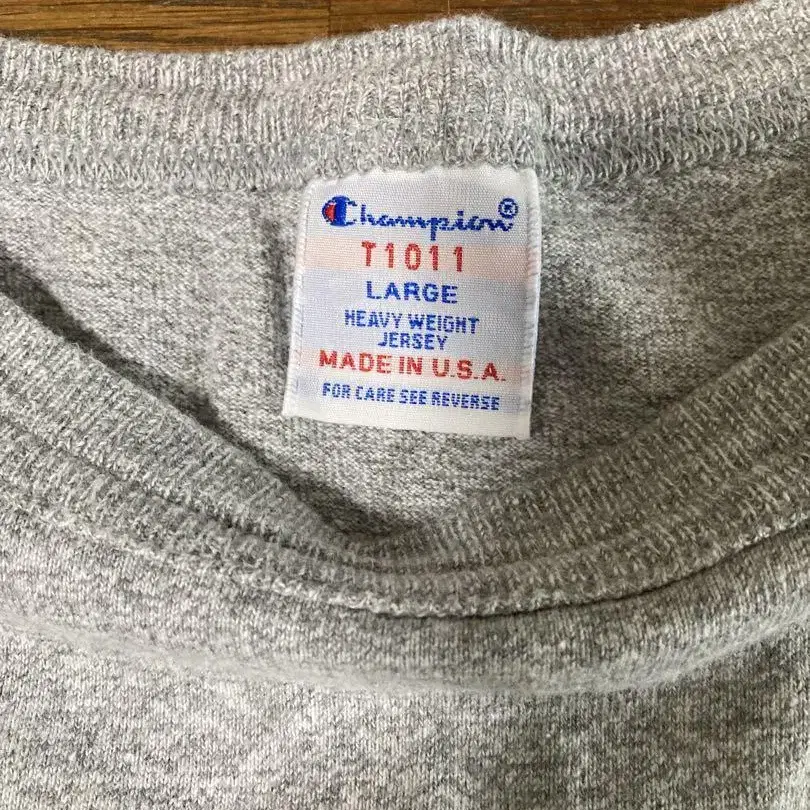 Champion®
T1011
LARGE
HEAVY WEIGHT
JERSEY
MADE IN U.S.A.
FOR CARE SEE REVERSE